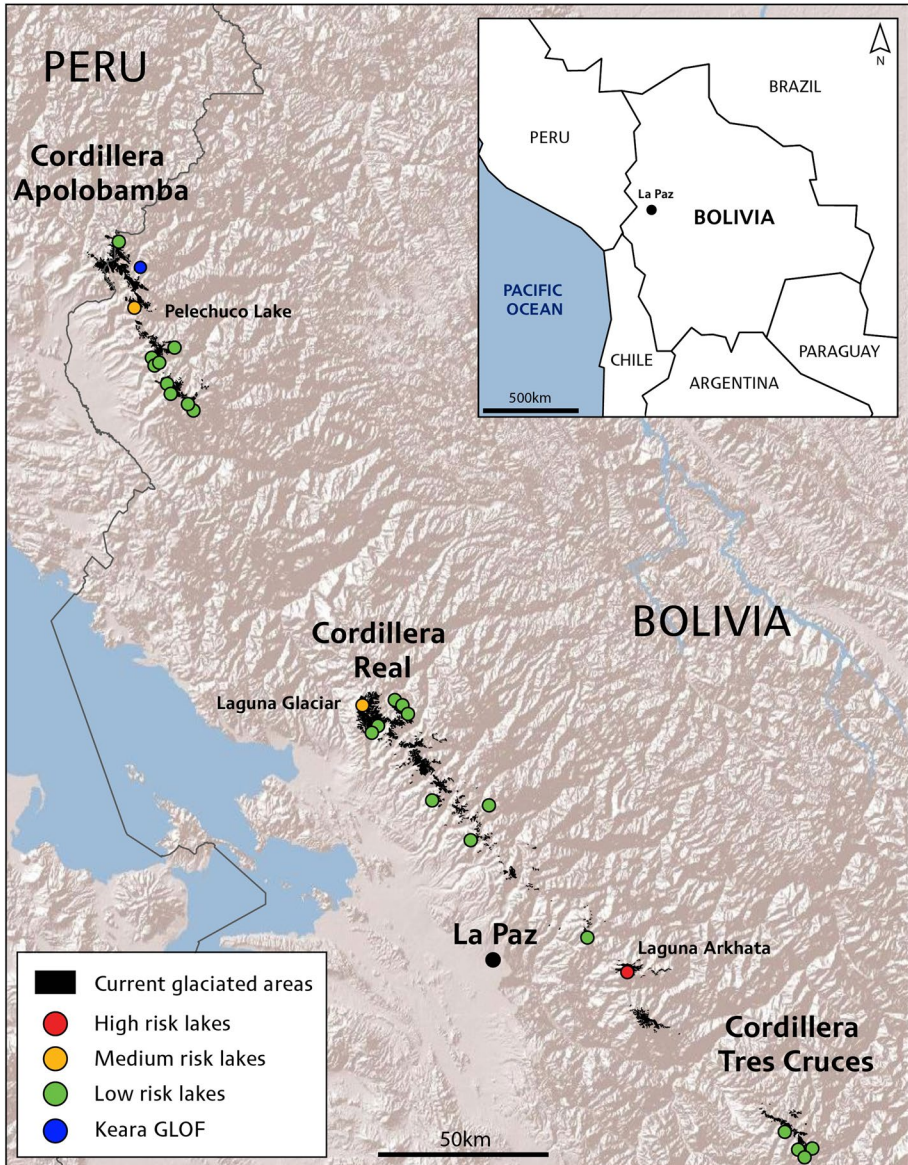 PERU
Cordillera
Apolobamba
Pelechuco Lake
N
BRAZIL
PERU
La Paz
BOLIVIA
PACIFIC
OCEAN
CHILE
PARAGUAY
ARGENTINA
500km
BOLIVIA
Cordillera
Real
Laguna Glaciar
La Paz
Laguna Arkhata
Cordillera
Tres Cruces
Current glaciated areas
High risk lakes
Medium risk lakes
Low risk lakes
Keara GLOF
50km